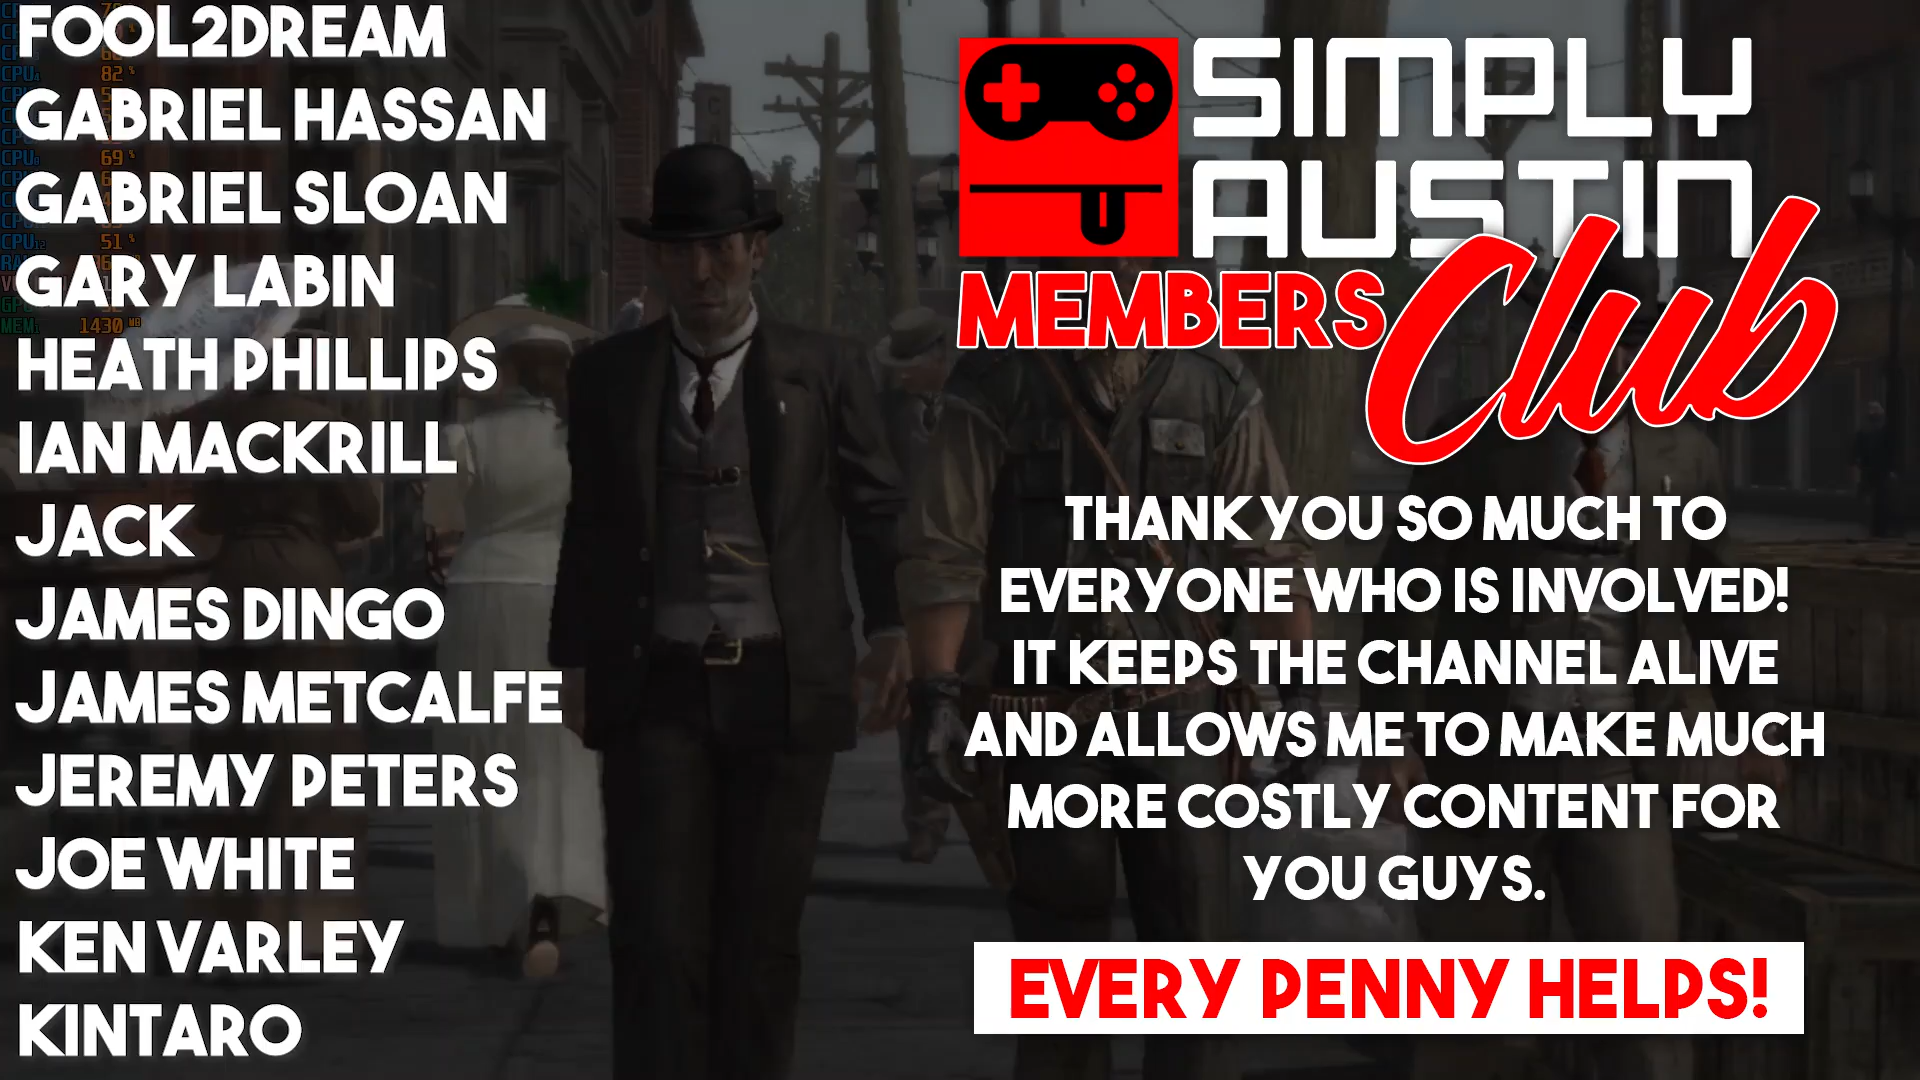 FOOL2DREAM
GABRIEL HASSAN
GABRIEL SLOAN
GARY LABIN
HEATH PHILLIPS
IAN MACKRILL
JACK
JAMES DINGO
JAMES METCALFE
JEREMY PETERS
JOE WHITE
KEN VARLEY
KINTARO
SIMPLY
AUSTIN
MEMBERS Club
THANK YOU SO MUCH TO
EVERYONE WHO IS INVOLVED!
IT KEEPS THE CHANNEL ALIVE
AND ALLOWS ME TO MAKE MUCH
MORE COSTLY CONTENT FOR
YOU GUYS.
EVERY PENNY HELPS!